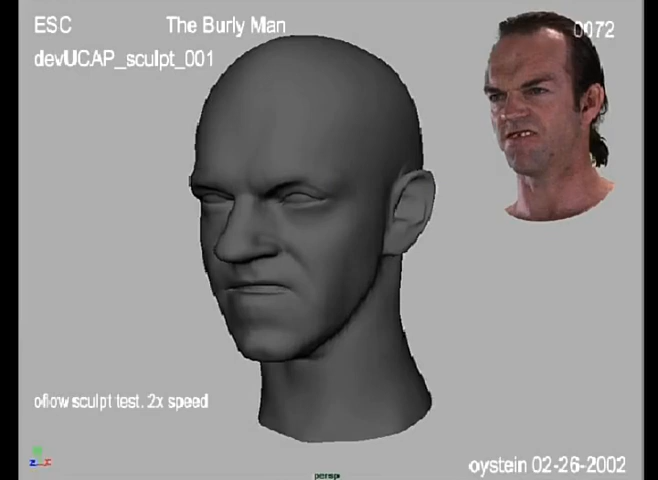 ESC The Burly Man 0072
devUCAP_sculpt_001
oflow sculpt test. 2x speed
z x
persp
oystein 02-26-2002